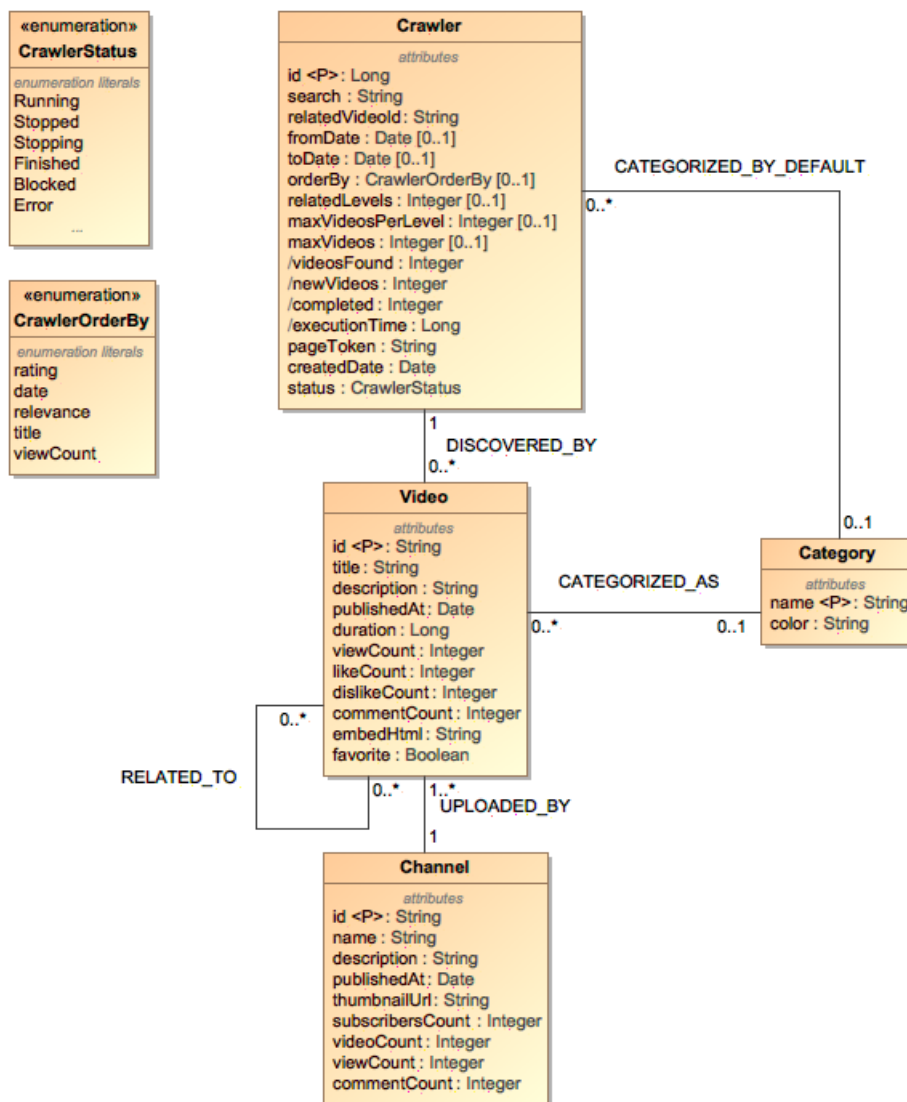 «enumeration»
CrawlerStatus
enumeration literals
Running
Stopped
Stopping
Finished
Blocked
Error
...
«enumeration»
CrawlerOrderBy
enumeration literals
rating
date
relevance
title
viewCount
Crawler
attributes
id <P> : Long
search : String
relatedVideoId : String
fromDate : Date [0..1]
toDate : Date [0..1]
orderBy : CrawlerOrderBy [0..1]
relatedLevels : Integer [0..1]
maxVideosPerLevel : Integer [0..1]
maxVideos : Integer [0..1]
/videosFound : Integer
/newVideos : Integer
/completed : Integer
/executionTime : Long
pageToken : String
createdDate : Date
status : CrawlerStatus
CATEGORIZED_BY_DEFAULT
0..*
1
DISCOVERED_BY
0..*
0..1
Video
attributes
id <P> : String
title : String
description : String
publishedAt : Date
duration : Long
viewCount : Integer
likeCount : Integer
dislikeCount : Integer
commentCount : Integer
embedHtml : String
favorite : Boolean
CATEGORIZED_AS
0..*
0..1
Category
attributes
name <P> : String
color : String
0..*
RELATED_TO
0..*
1..*
UPLOADED_BY
1
Channel
attributes
id <P> : String
name : String
description : String
publishedAt : Date
thumbnailUrl : String
subscribersCount : Integer
videoCount : Integer
viewCount : Integer
commentCount : Integer